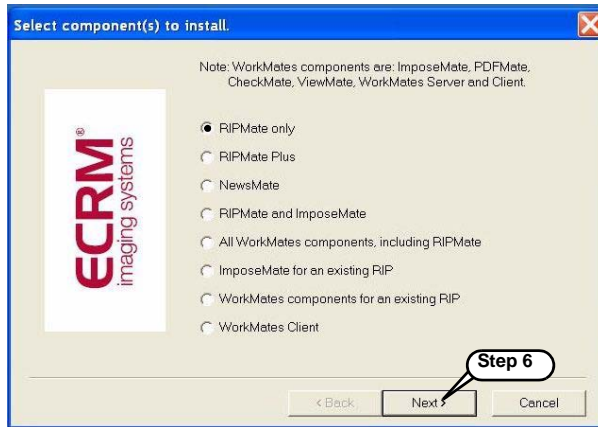 Select component(s) to install.
Note: WorkMates components are: ImposeMate, PDFMate,
CheckMate, ViewMate, WorkMates Server and Client.
ECRM®
imaging systems
RIPMate only
RIPMate Plus
NewsMate
RIPMate and ImposeMate
All WorkMates components, including RIPMate
ImposeMate for an existing RIP
WorkMates components for an existing RIP
WorkMates Client
Step 6
< Back
Next >
Cancel